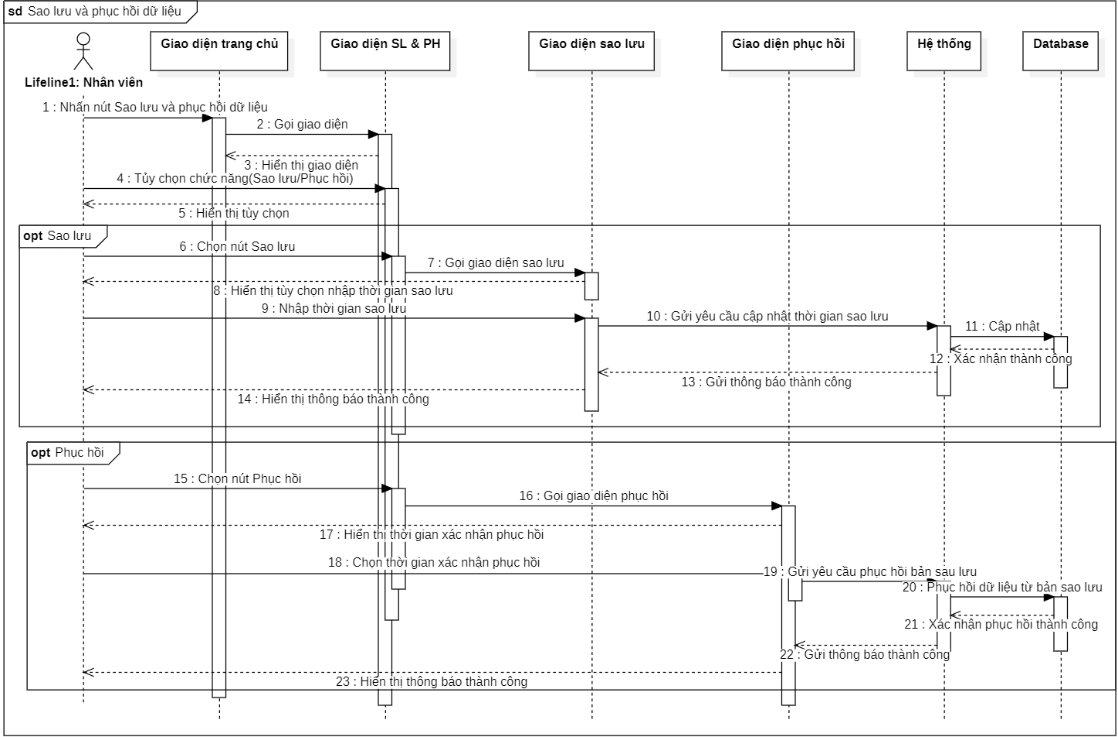 sd Sao lưu và phục hồi dữ liệu
Giao diện trang chủ
Giao diện SL & PH
Giao diện sao lưu
Giao diện phục hồi
Hệ thống
Database
Lifeline1: Nhân viên
1 : Nhấn nút Sao lưu và phục hồi dữ liệu
2 : Gọi giao diện
3 : Hiển thị giao diện
4 : Tùy chọn chức năng(Sao lưu/Phục hồi)
5 : Hiển thị tùy chọn
opt Sao lưu
6 : Chọn nút Sao lưu
7 : Gọi giao diện sao lưu
8 : Hiển thị tùy chọn nhập thời gian sao lưu
9 : Nhập thời gian sao lưu
10 : Gửi yêu cầu cập nhật thời gian sao lưu
11 : Cập nhật
12 : Xác nhận thành công
13 : Gửi thông báo thành công
14 : Hiển thị thông báo thành công
opt Phục hồi
15 : Chọn nút Phục hồi
16 : Gọi giao diện phục hồi
17 : Hiển thị thời gian xác nhận phục hồi
18 : Chọn thời gian xác nhận phục hồi
19 : Gửi yêu cầu phục hồi bản sau lưu
20 : Phục hồi dữ liệu từ bản sao lưu
21 : Xác nhận phục hồi thành công
22 : Gửi thông báo thành công
23 : Hiển thị thông báo thành công